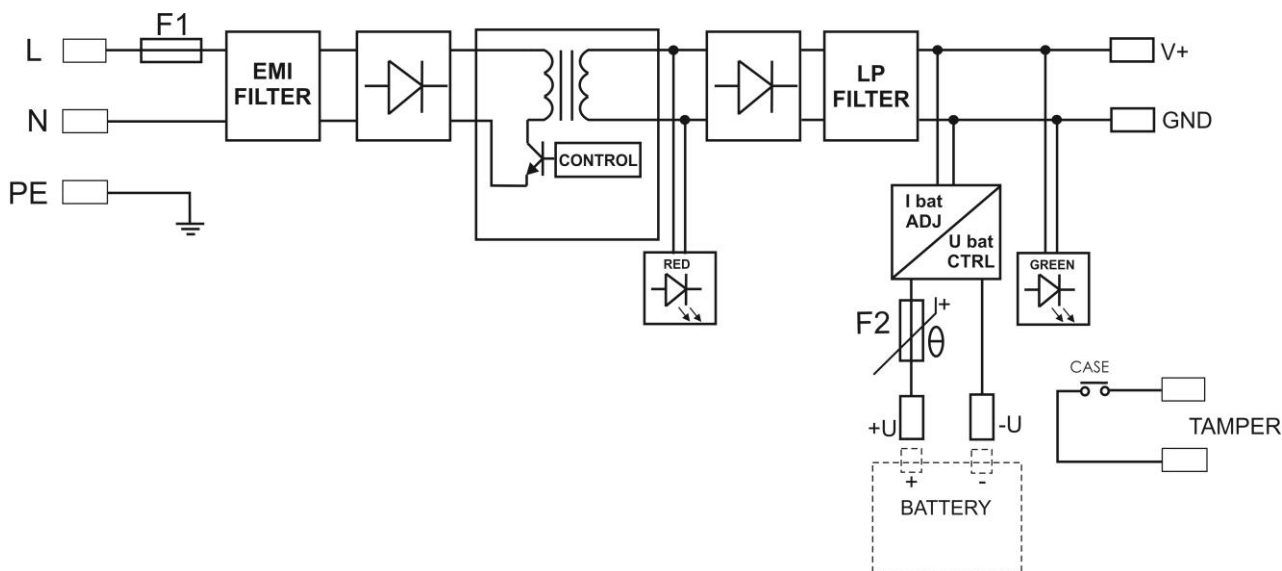 F1
L
EMI
FILTER
LP
FILTER
V+
N
GND
CONTROL
PE
I bat
ADJ
U bat
CTRL
RED
GREEN
F2
I+
θ
CASE
+U
-U
TAMPER
+
-
BATTERY